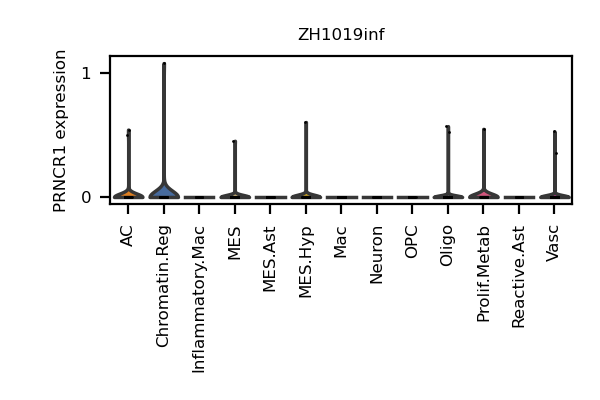 ZH1019inf
PRNCR1 expression
1
0
AC
Chromatin.Reg
Inflammatory.Mac
MES
MES.Ast
MES.Hyp
Mac
Neuron
OPC
Oligo
Prolif.Metab
Reactive.Ast
Vasc